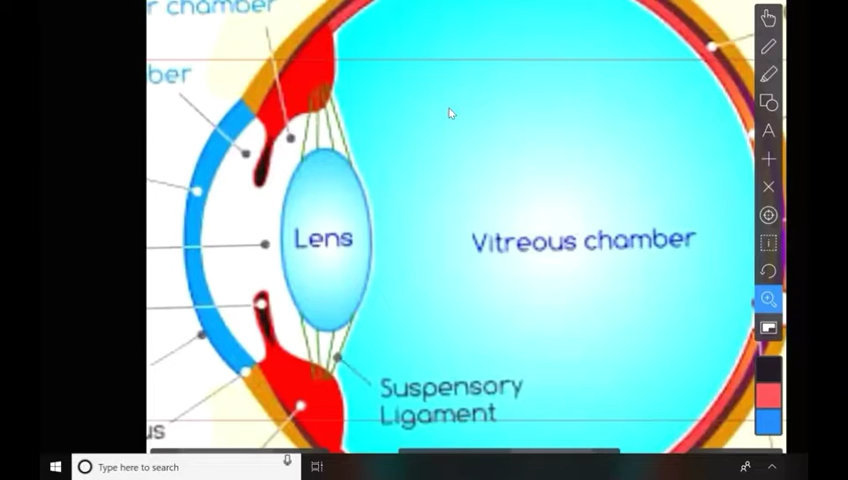 r chamber
ber
Lens
Vitreous chamber
Suspensory
Ligament
us
A
Type here to search